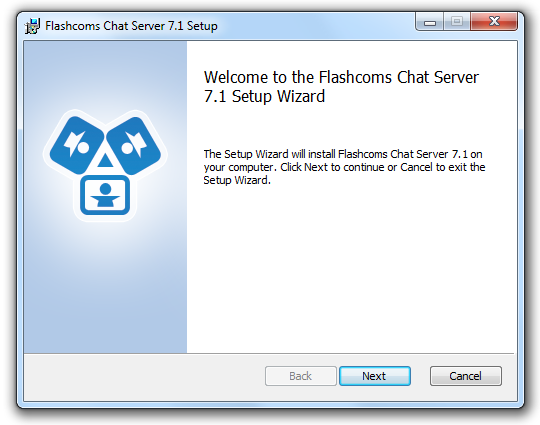 Flashcoms Chat Server 7.1 Setup
Welcome to the Flashcoms Chat Server
7.1 Setup Wizard
The Setup Wizard will install Flashcoms Chat Server 7.1 on
your computer. Click Next to continue or Cancel to exit the
Setup Wizard.
Back
Next
Cancel